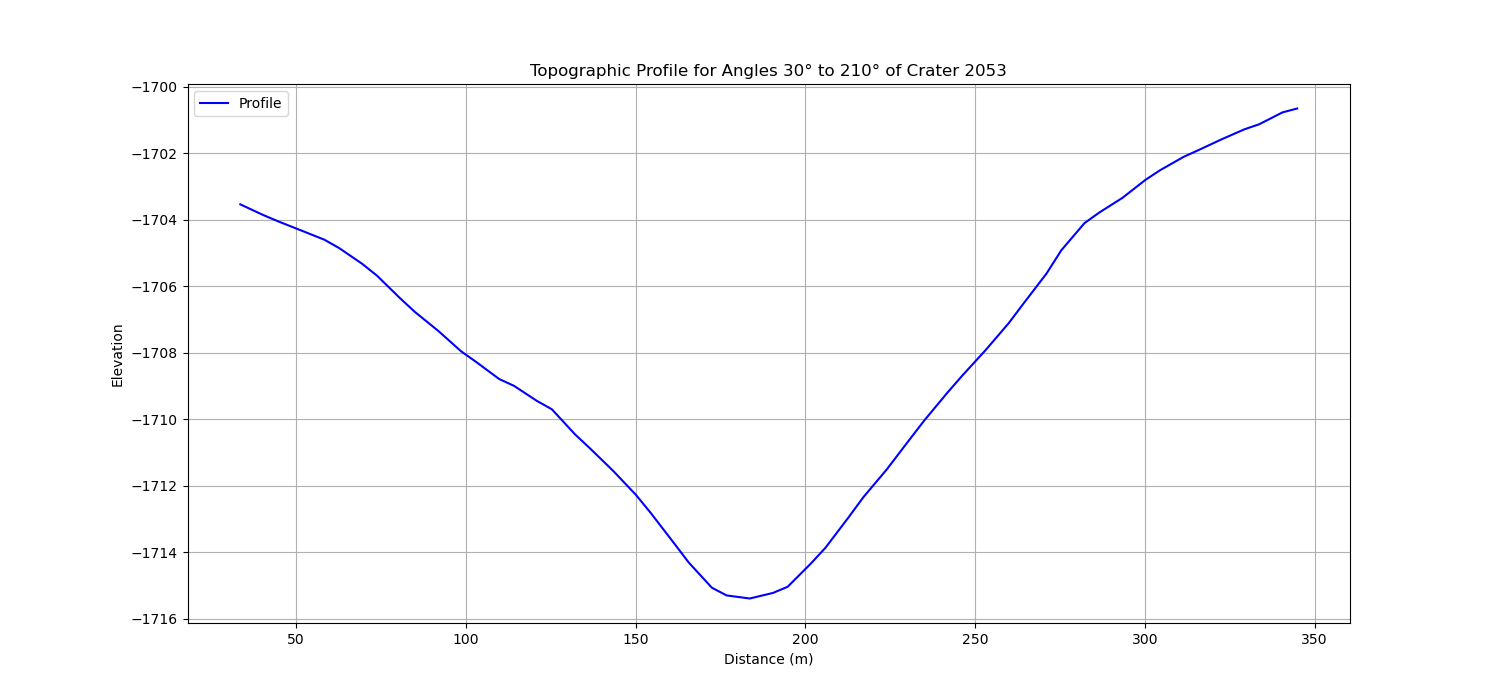 Topographic Profile for Angles 30° to 210° of Crater 2053
Profile
−1700
−1702
−1704
−1706
−1708
−1710
−1712
−1714
−1716
Elevation
50 100 150 200 250 300 350
Distance (m)